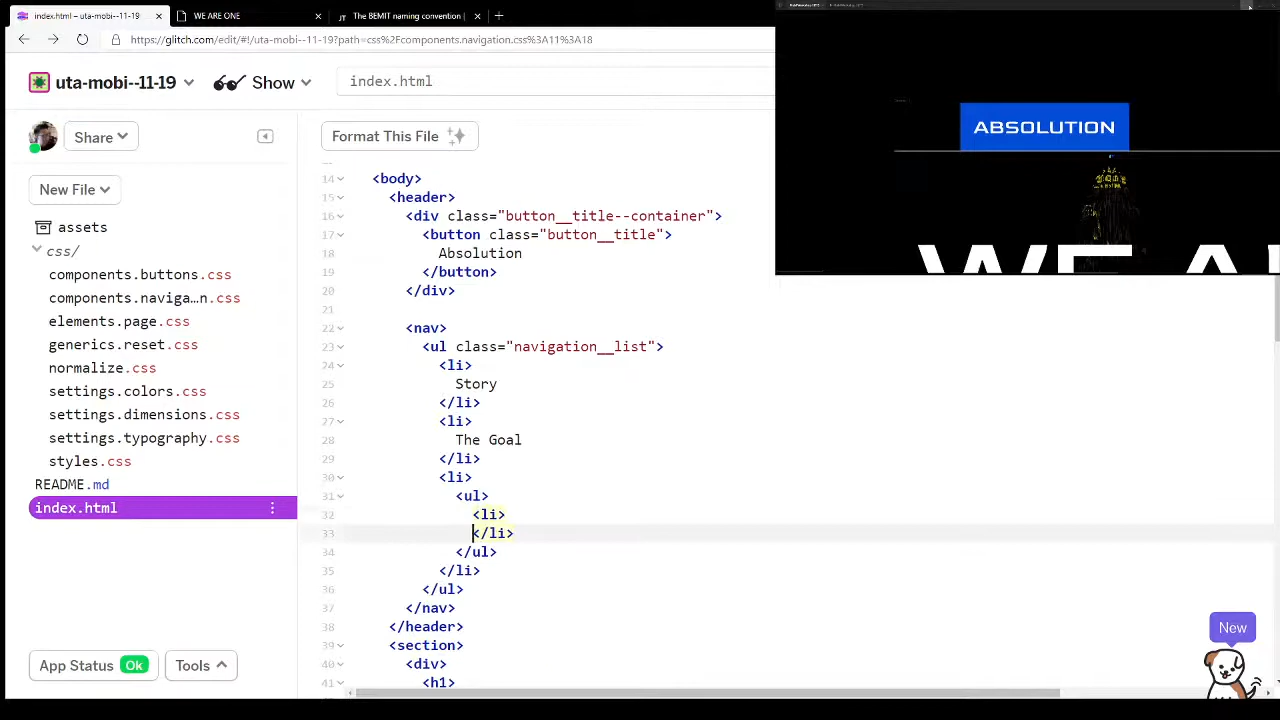 index.html - uta-mobi--11-19
WE ARE ONE
The BEMIT naming convention |
https://glitch.com/edit/#!/uta-mobi--11-19?path=css%2Fcomponents.navigation.css%3A11%3A18
uta-mobi--11-19
Show
index.html
Share
Format This File
New File
assets
css/
components.buttons.css
components.naviga…n.css
elements.page.css
generics.reset.css
normalize.css
settings.colors.css
settings.dimensions.css
settings.typography.css
styles.css
README.md
index.html
App Status Ok
Tools
14 <body>
15 <header>
16 <div class="button__title--container">
17 <button class="button__title">
18 Absolution
19 </button>
20 </div>
21
22 <nav>
23 <ul class="navigation__list">
24 <li>
25 Story
26 </li>
27 <li>
28 The Goal
29 </li>
30 <li>
31 <ul>
32 <li>
33 </li>
34 </ul>
35 </li>
36 </ul>
37 </nav>
38 </header>
39 <section>
40 <div>
41 <h1>
ABSOLUTION
New